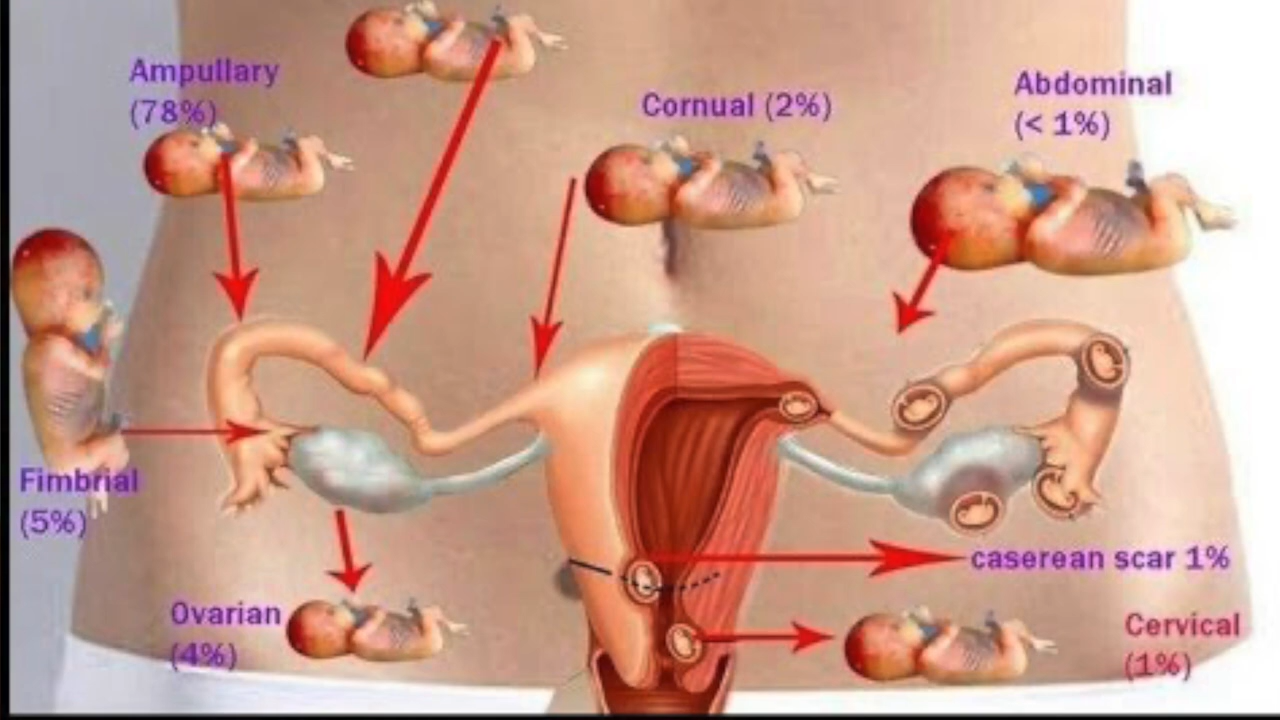 Ampullary
(78%)
Cornual (2%)
Abdominal
(< 1%)
Fimbrial
(5%)
caserean scar 1%
Ovarian
(4%)
Cervical
(1%)